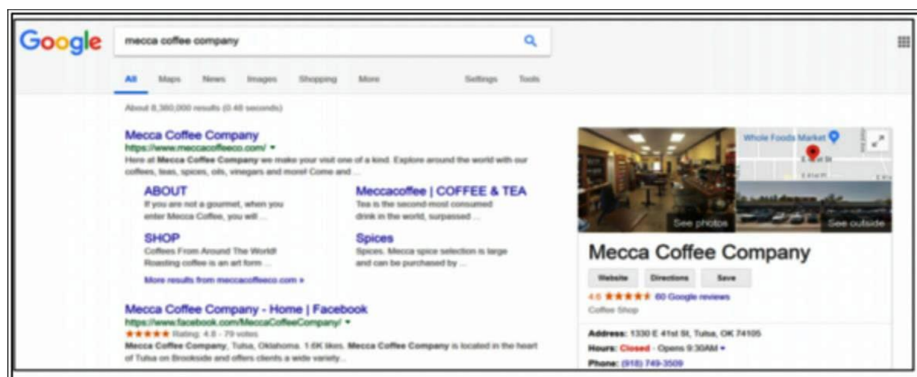 Google
mecca coffee company
All Maps News Images Shopping More Settings Tools
About 8,360,000 results (0.48 seconds)
Mecca Coffee Company
https://www.meccacoffeeco.com/
Here at Mecca Coffee Company we make your visit one of a kind. Explore around the world with our
coffees, teas, spices, oils, vinegars and more! Come and ...
ABOUT
If you are not a gourmet, when you
enter Mecca Coffee, you will ...
Meccacoffee | COFFEE & TEA
Tea is the second most consumed
drink in the world, surpassed ...
SHOP
Coffees From Around The World!
Roasting coffee is an art form ...
Spices
Spices. Mecca spice selection is large
and can be purchased by ...
More results from meccacoffeeco.com »
Mecca Coffee Company - Home | Facebook
https://www.facebook.com/MeccaCoffeeCompany/
Rating: 4.8 - 79 votes
Mecca Coffee Company, Tulsa, Oklahoma. 1.6K likes. Mecca Coffee Company is located in the heart
of Tulsa on Brookside and offers clients a wide variety...
Whole Foods Market
E 41st St
See photos
See outside
Mecca Coffee Company
Website Directions Save
4.6 60 Google reviews
Coffee Shop
Address: 1330 E 41st St, Tulsa, OK 74105
Hours: Closed · Opens 9:30AM
Phone: (918) 749-3509